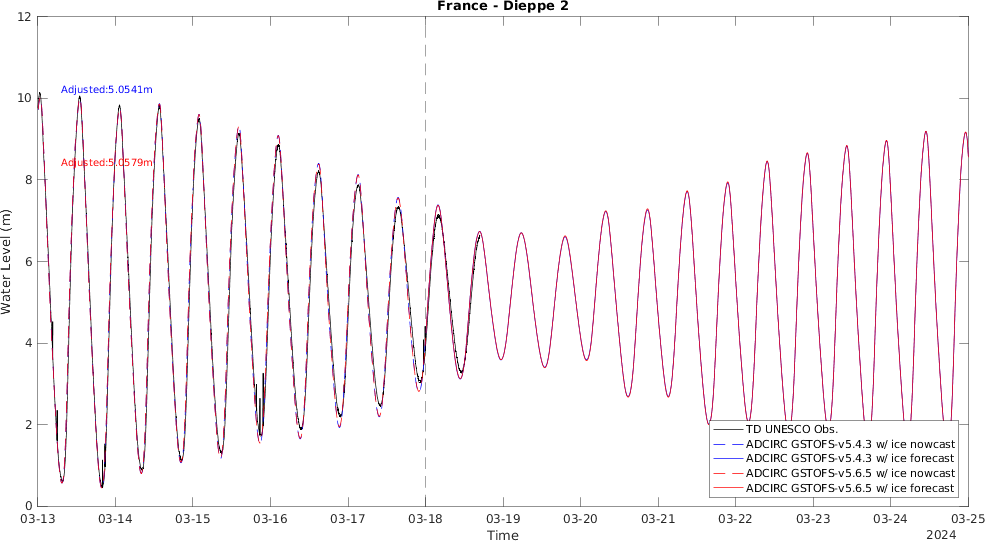 France - Dieppe 2
12
10
8
6
4
2
0
Water Level (m)
Adjusted:5.0541m
Adjusted:5.0579m
TD UNESCO Obs.
ADCIRC GSTOFS-v5.4.3 w/ ice nowcast
ADCIRC GSTOFS-v5.4.3 w/ ice forecast
ADCIRC GSTOFS-v5.6.5 w/ ice nowcast
ADCIRC GSTOFS-v5.6.5 w/ ice forecast
03-13 03-14 03-15 03-16 03-17 03-18 03-19 03-20 03-21 03-22 03-23 03-24 03-25
Time
2024